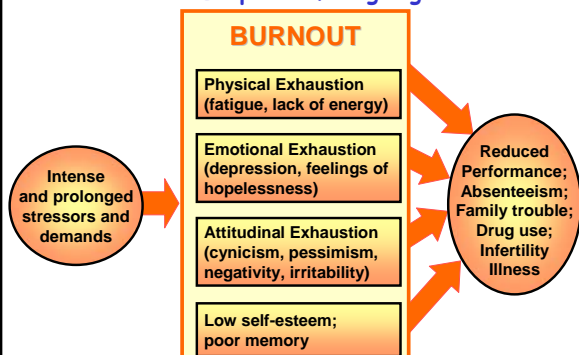 BURNOUT
Physical Exhaustion
(fatigue, lack of energy)
Emotional Exhaustion
(depression, feelings of
hopelessness)
Attitudinal Exhaustion
(cynicism, pessimism,
negativity, irritability)
Low self-esteem;
poor memory
Intense
and prolonged
stressors and
demands
Reduced
Performance;
Absenteeism;
Family trouble;
Drug use;
Infertility
Illness